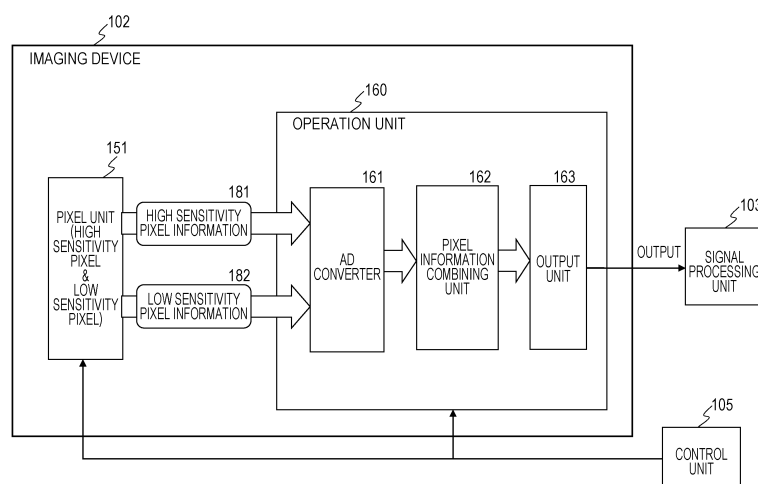 102
IMAGING DEVICE
160
OPERATION UNIT
151
PIXEL UNIT
(HIGH
SENSITIVITY
PIXEL
&
LOW
SENSITIVITY
PIXEL)
181
HIGH SENSITIVITY
PIXEL INFORMATION
182
LOW SENSITIVITY
PIXEL INFORMATION
161
AD
CONVERTER
162
PIXEL
INFORMATION
COMBINING
UNIT
163
OUTPUT
UNIT
OUTPUT
103
SIGNAL
PROCESSING
UNIT
105
CONTROL
UNIT